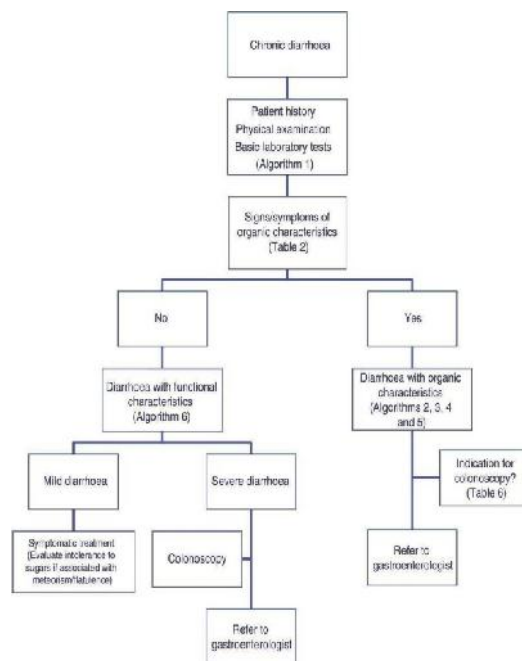 Chronic diarrhoea
Patient history
Physical examination
Basic laboratory tests
(Algorithm 1)
Signs/symptoms of
organic characteristics
(Table 2)
No
Yes
Diarrhoea with functional
characteristics
(Algorithm 6)
Diarrhoea with organic
characteristics
(Algorithms 2, 3, 4
and 5)
Mild diarrhoea
Severe diarrhoea
Indication for
colonoscopy?
(Table 6)
Symptomatic treatment
(Evaluate intolerance to
sugars if associated with
meteorism/flatulence)
Colonoscopy
Refer to
gastroenterologist
Refer to
gastroenterologist